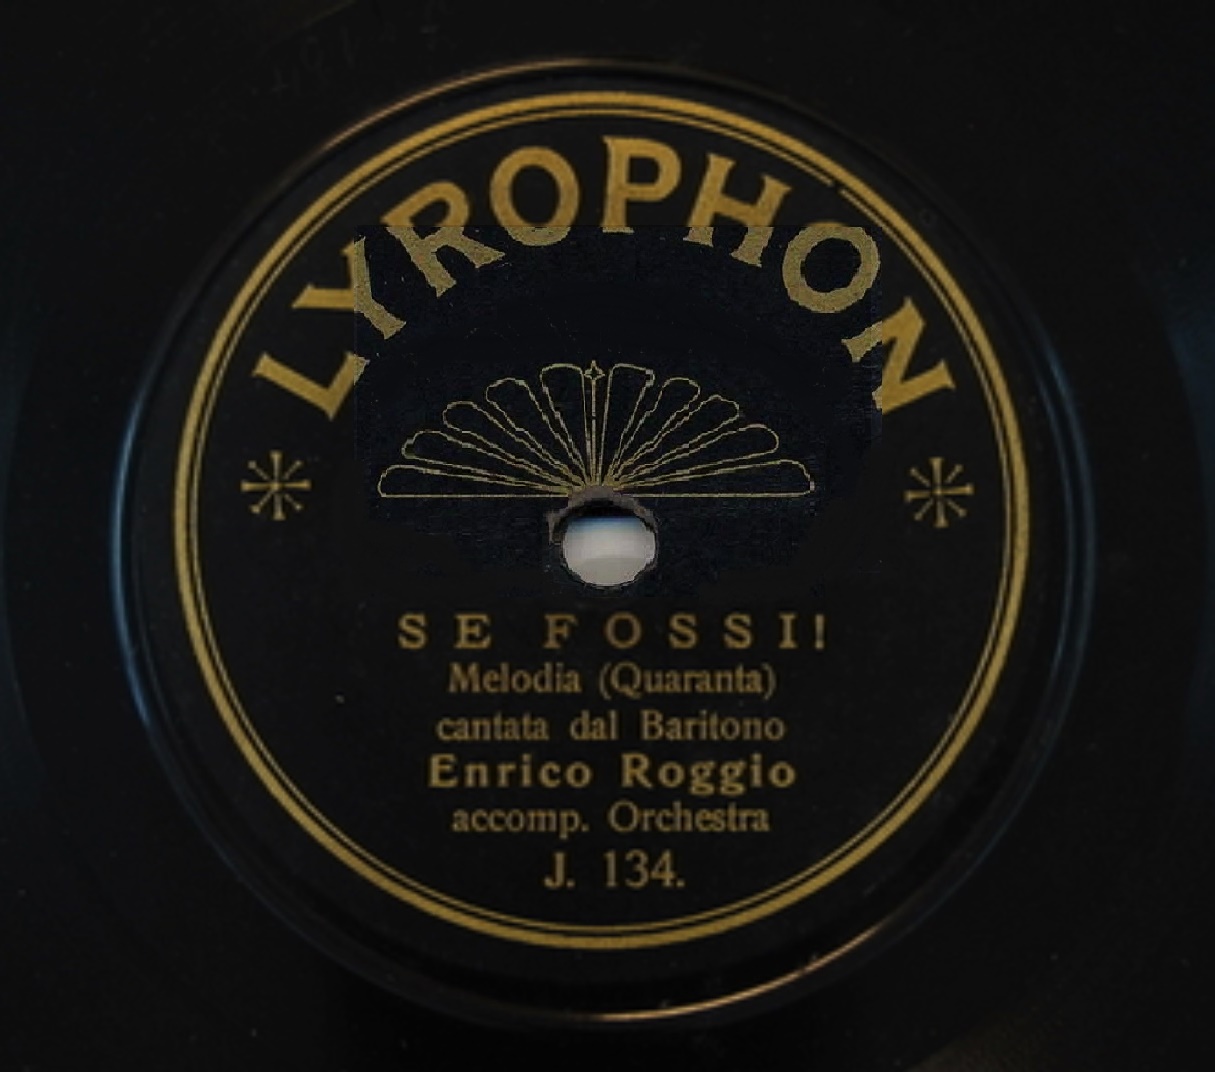 LYROPHON
SE FOSSI!
Melodia (Quaranta)
cantata dal Baritono
Enrico Roggio
accomp. Orchestra
J. 134.